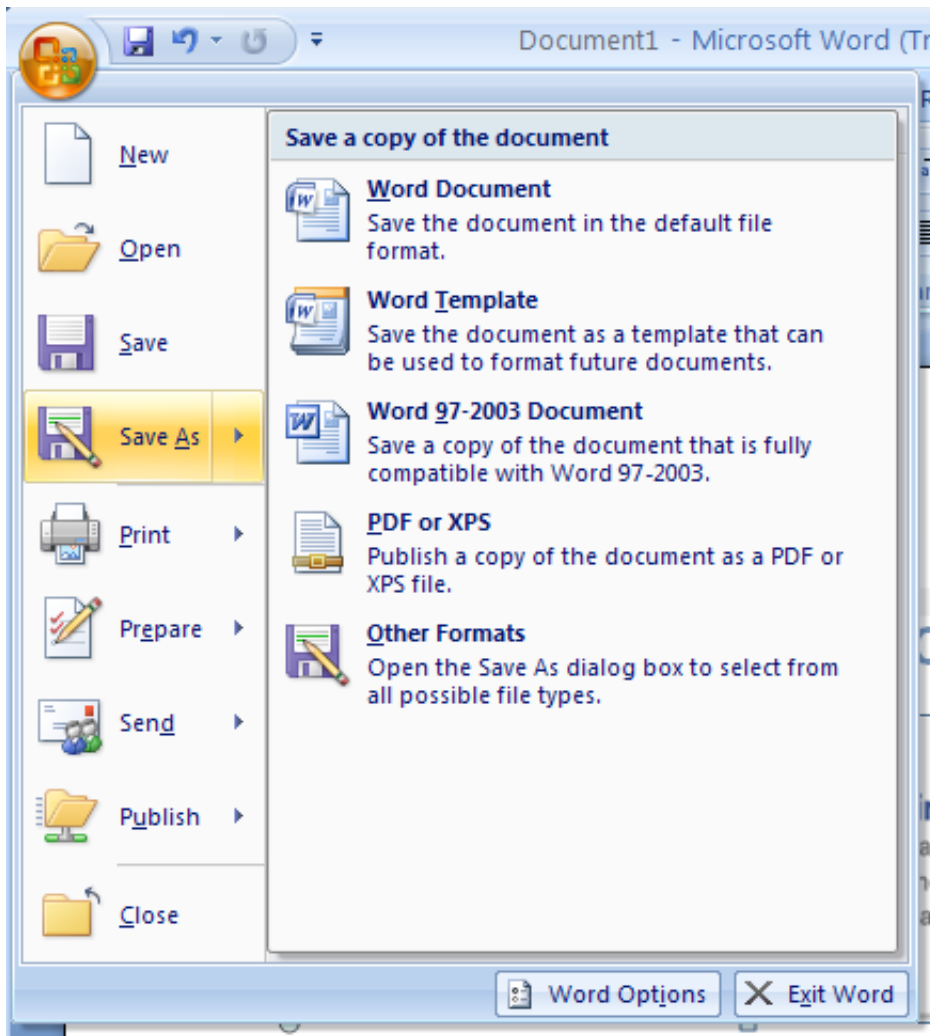 Document1 - Microsoft Word (Tr
New
Open
Save
Save As
Print
Prepare
Send
Publish
Close
Save a copy of the document
Word Document
Save the document in the default file
format.
Word Template
Save the document as a template that can
be used to format future documents.
Word 97-2003 Document
Save a copy of the document that is fully
compatible with Word 97-2003.
PDF or XPS
Publish a copy of the document as a PDF or
XPS file.
Other Formats
Open the Save As dialog box to select from
all possible file types.
Word Options
Exit Word